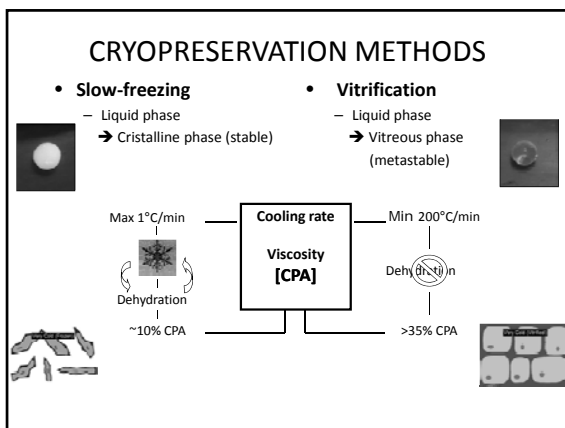 CRYOPRESERVATION METHODS
• Slow-freezing
– Liquid phase
➔ Cristalline phase (stable)
• Vitrification
– Liquid phase
➔ Vitreous phase
(metastable)
Max 1°C/min
Dehydration
~10% CPA
Cooling rate
Viscosity
[CPA]
Min 200°C/min
Dehydration
>35% CPA